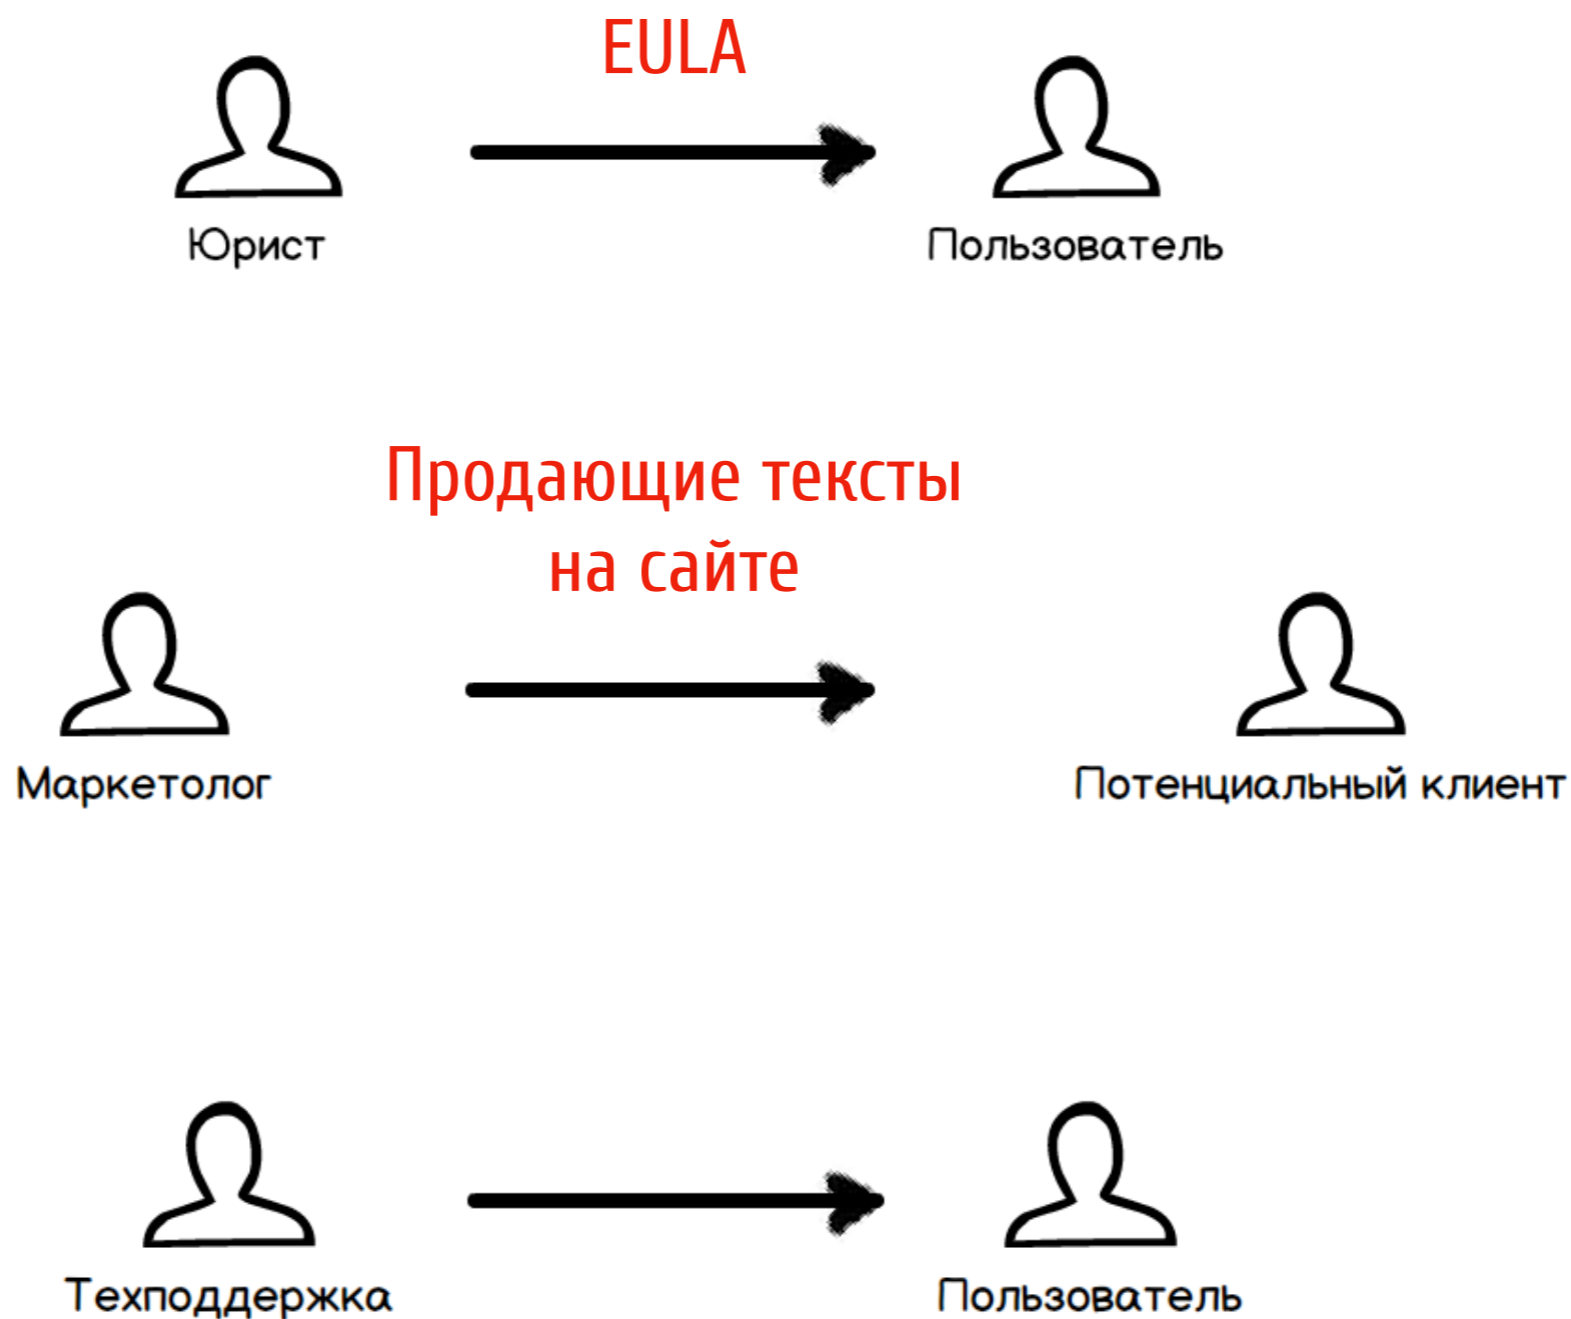 EULA
Юрист
Пользователь
Продающие тексты
на сайте
Маркетолог
Потенциальный клиент
Техподдержка
Пользователь